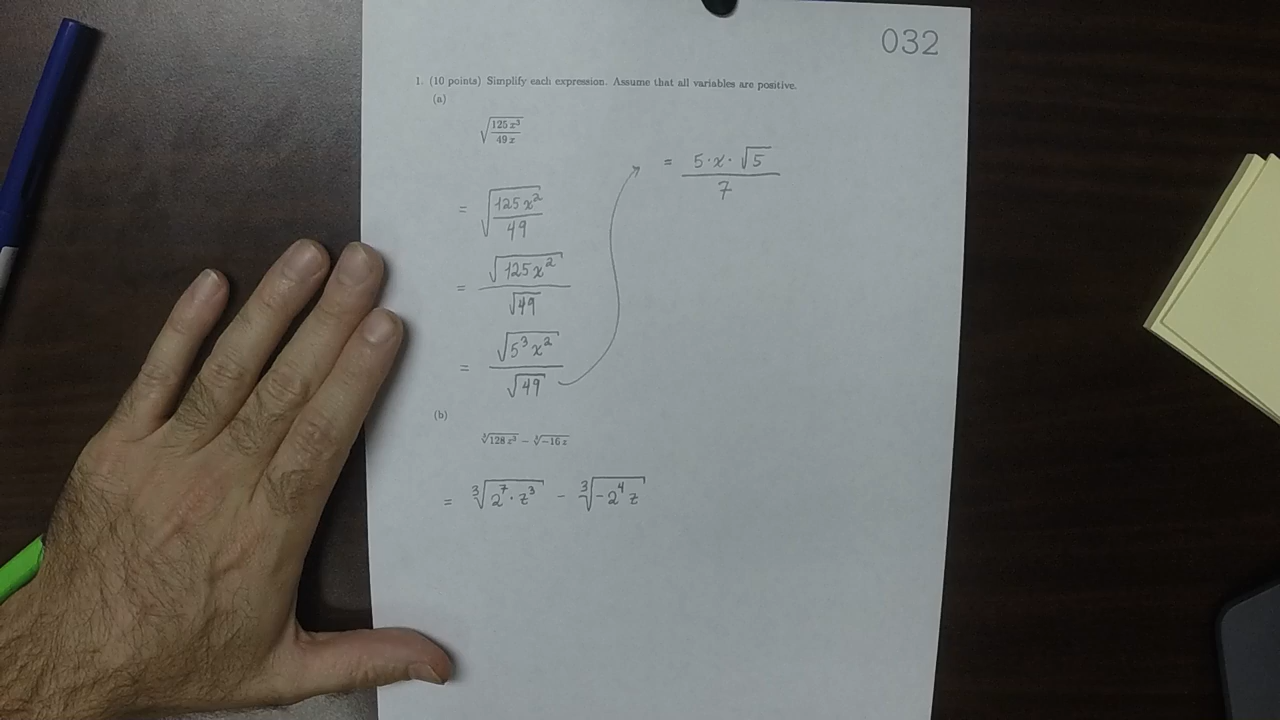 032
1. (10 points) Simplify each expression. Assume that all variables are positive.
(a)
√(125x³/49x)
= √(125x²/49)
= √(125x²)/√49
= √(5³x²)/√49
= 5·x·√5/7
(b)
∛(128z³) − ∛(−16z)
= ∛(2⁷·z³) − ∛(−2⁴z)